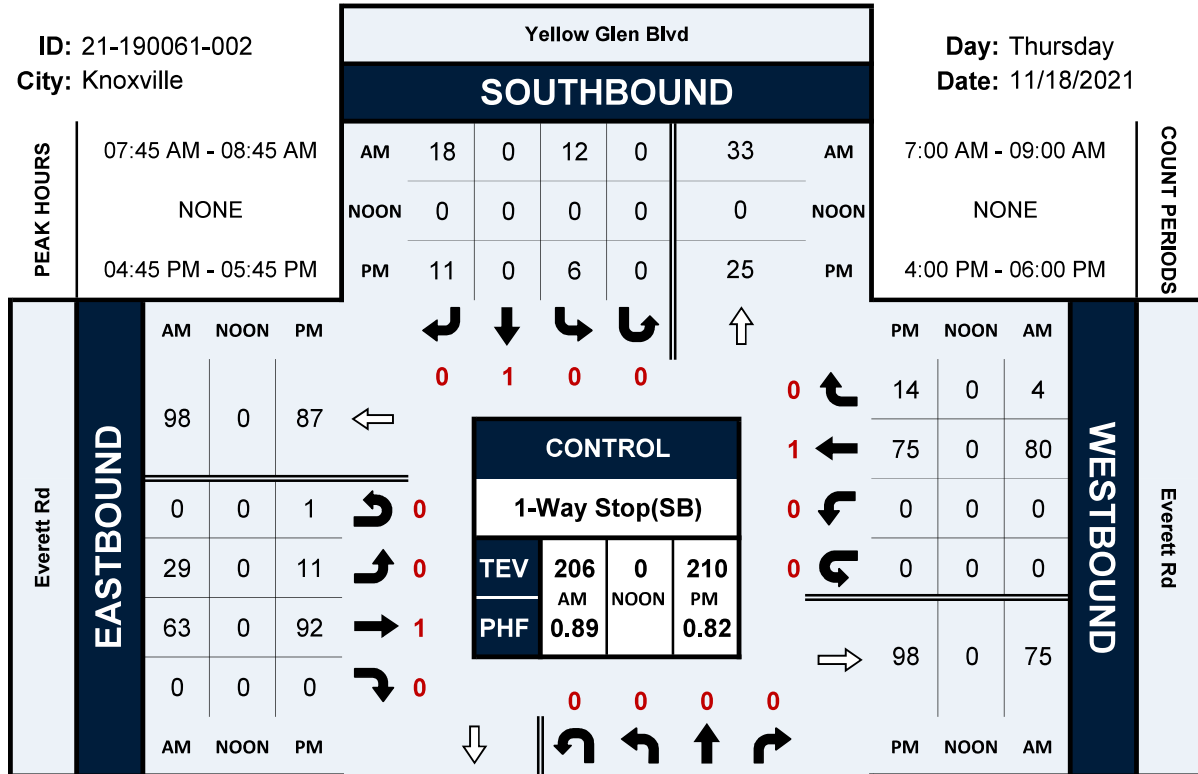 Yellow Glen Blvd
ID: 21-190061-002
City: Knoxville
Day: Thursday
Date: 11/18/2021
SOUTHBOUND
PEAK HOURS
07:45 AM - 08:45 AM
NONE
04:45 PM - 05:45 PM
AM 18 0 12 0 33 AM
NOON 0 0 0 0 0 NOON
PM 11 0 6 0 25 PM
7:00 AM - 09:00 AM
NONE
4:00 PM - 06:00 PM
COUNT PERIODS
0 1 0 0
Everett Rd
EASTBOUND
AM NOON PM
98 0 87
0 0 1 0
29 0 11 0
63 0 92 1
0 0 0 0
AM NOON PM
CONTROL
1-Way Stop(SB)
TEV 206 0 210
AM NOON PM
PHF 0.89 0.82
PM NOON AM
0 14 0 4
1 75 0 80
0 0 0 0
0 0 0 0
98 0 75
PM NOON AM
WESTBOUND
Everett Rd
0 0 0 0